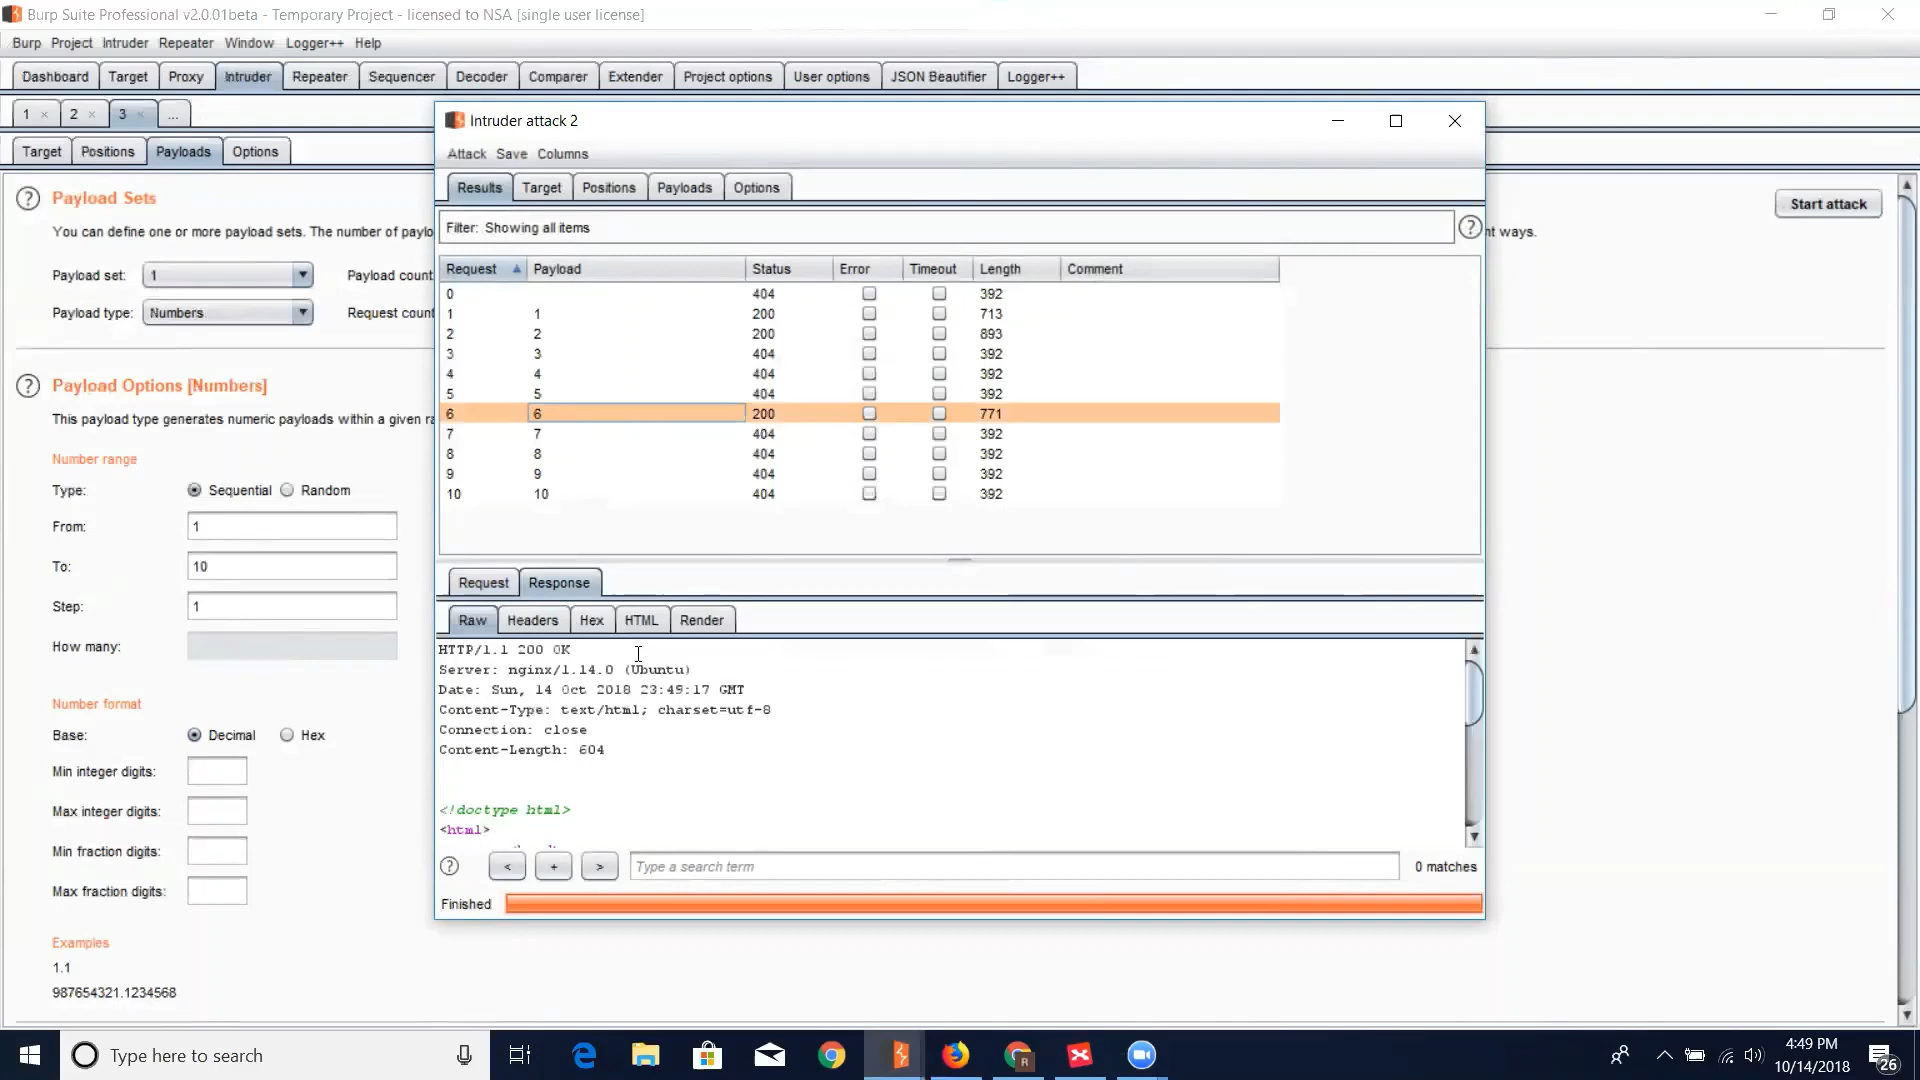 Burp Suite Professional v2.0.01beta - Temporary Project - licensed to NSA [single user license]
Burp Project Intruder Repeater Window Logger++ Help
Dashboard Target Proxy Intruder Repeater Sequencer Decoder Comparer Extender Project options User options JSON Beautifier Logger++
1 × 2 × 3 × ...
Target Positions Payloads Options
? Payload Sets
Start attack
You can define one or more payload sets. The number of
nt ways.
Payload set: 1 Payload count
Payload type: Numbers Request count
? Payload Options [Numbers]
This payload type generates numeric payloads within a given
Number range
Type: Sequential Random
From: 1
To: 10
Step: 1
How many:
Number format
Base: Decimal Hex
Min integer digits:
Max integer digits:
Min fraction digits:
Max fraction digits:
Examples
1.1
987654321.1234568
Intruder attack 2
Attack Save Columns
Results Target Positions Payloads Options
Filter: Showing all items ?
Request Payload Status Error Timeout Length Comment
0 404 392
1 1 200 713
2 2 200 893
3 3 404 392
4 4 404 392
5 5 404 392
6 6 200 771
7 7 404 392
8 8 404 392
9 9 404 392
10 10 404 392
Request Response
Raw Headers Hex HTML Render
HTTP/1.1 200 OK
Server: nginx/1.14.0 (Ubuntu)
Date: Sun, 14 Oct 2018 23:49:17 GMT
Content-Type: text/html; charset=utf-8
Connection: close
Content-Length: 604
<!doctype html>
<html>
? < + > Type a search term 0 matches
Finished
Type here to search
4:49 PM
10/14/2018
26